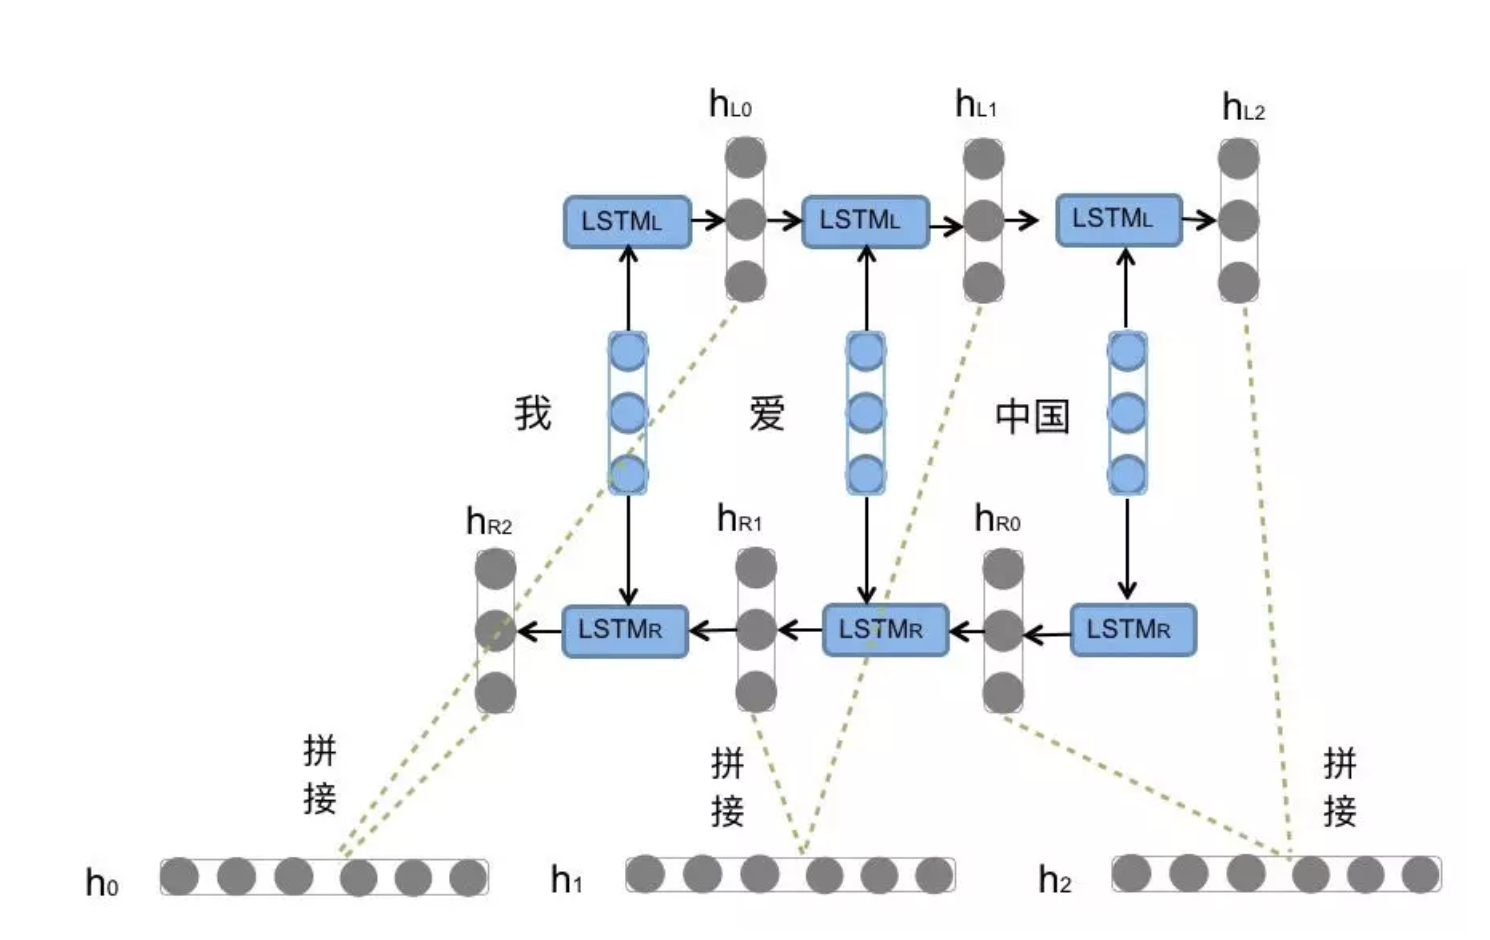 hL0
hL1
hL2
LSTML
LSTML
LSTML
我
爱
中国
hR2
hR1
hR0
LSTMR
LSTMR
LSTMR
拼
接
拼
接
拼
接
h0
h1
h2